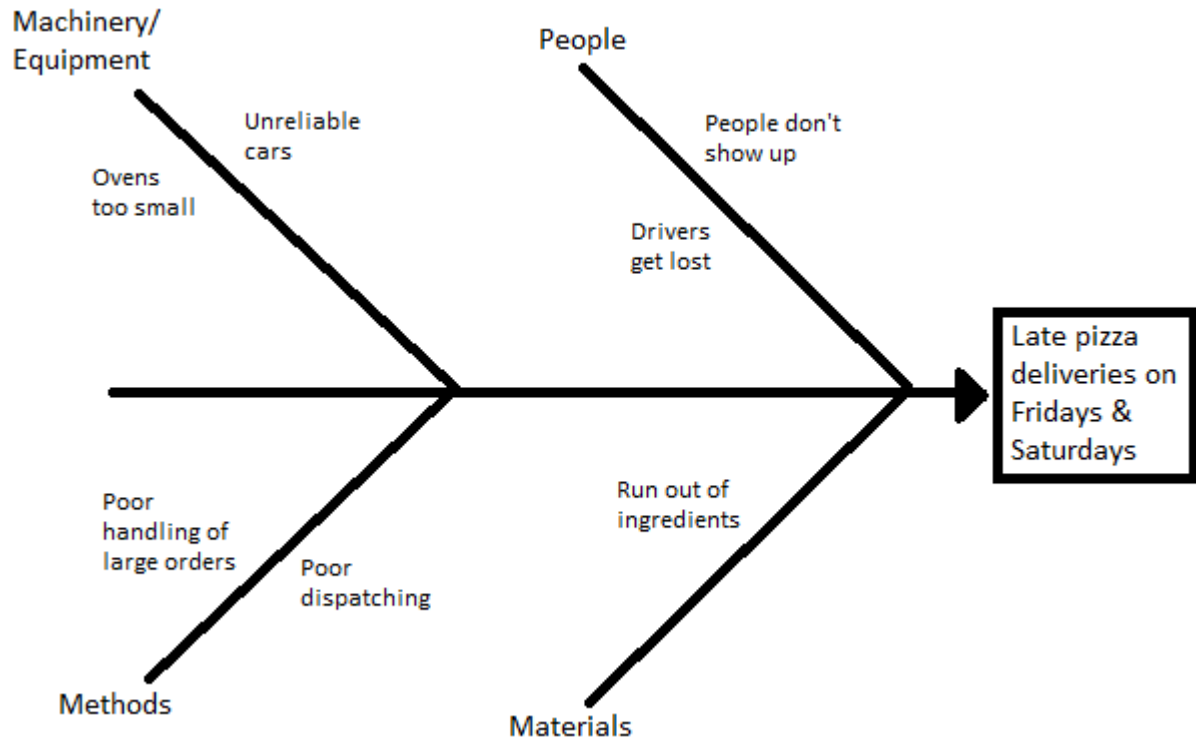 Machinery/
Equipment
People
Unreliable
cars
Ovens
too small
People don't
show up
Drivers
get lost
Late pizza
deliveries on
Fridays &
Saturdays
Poor
handling of
large orders
Poor
dispatching
Run out of
ingredients
Methods
Materials